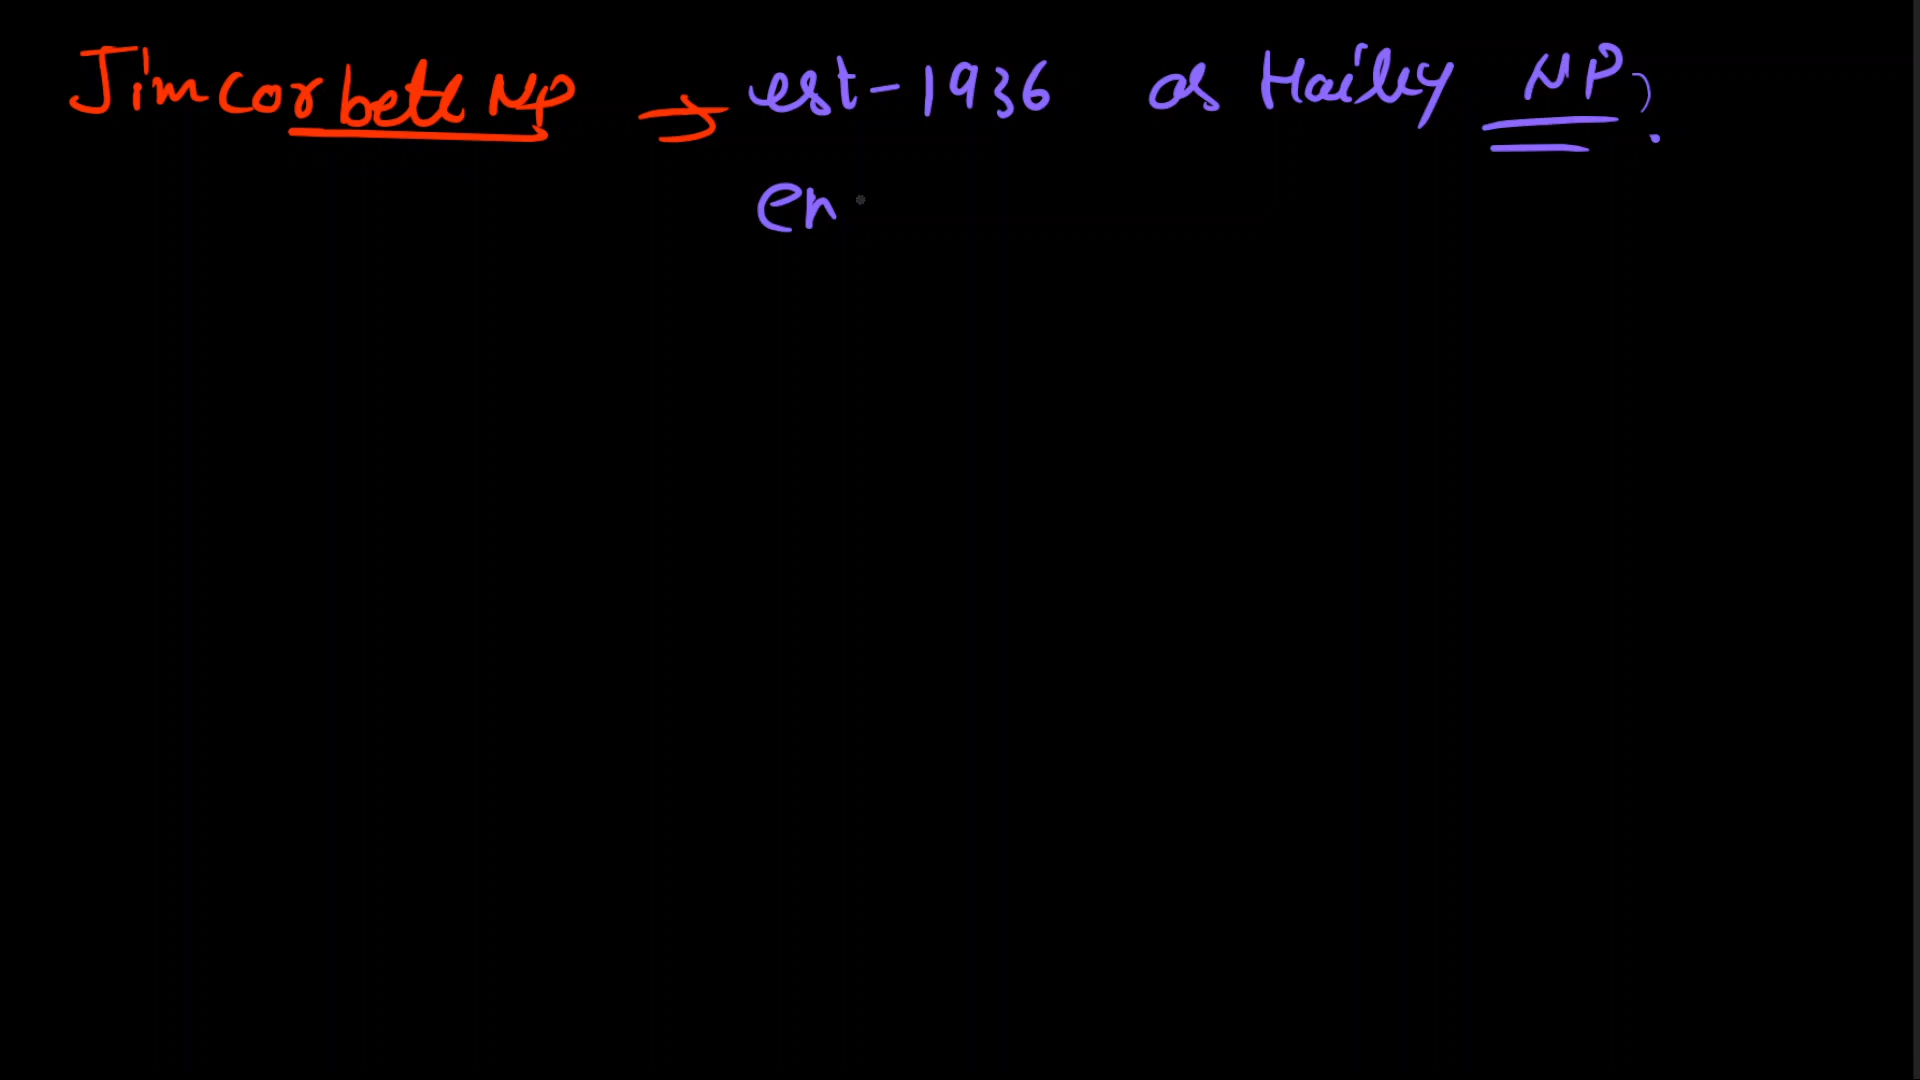 Jim corbett NP → est - 1936 as Hailey NP,
en